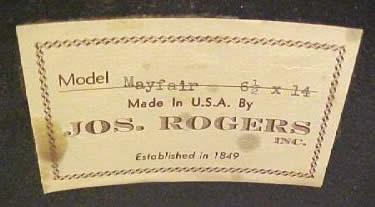 Model Mayfair 6½ x 14
Made In U.S.A. By
JOS. ROGERS
INC.
Established in 1849